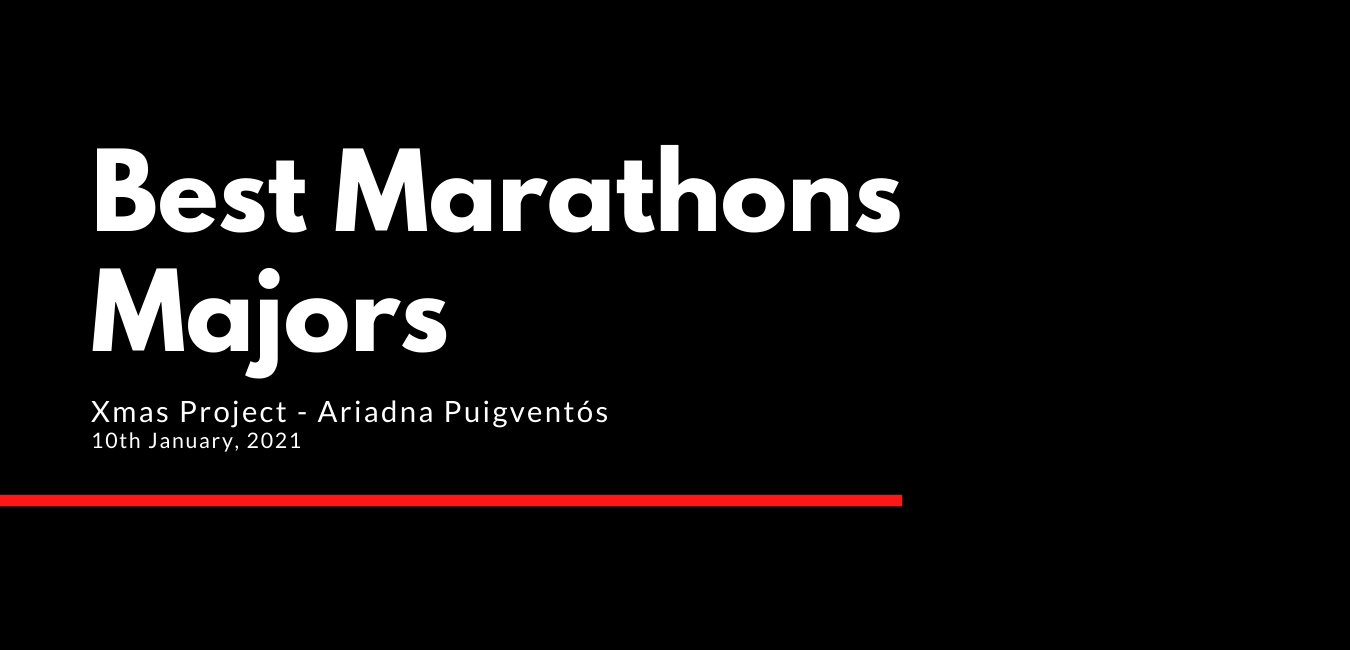 Best Marathons
Majors
Xmas Project - Ariadna Puigventós
10th January, 2021